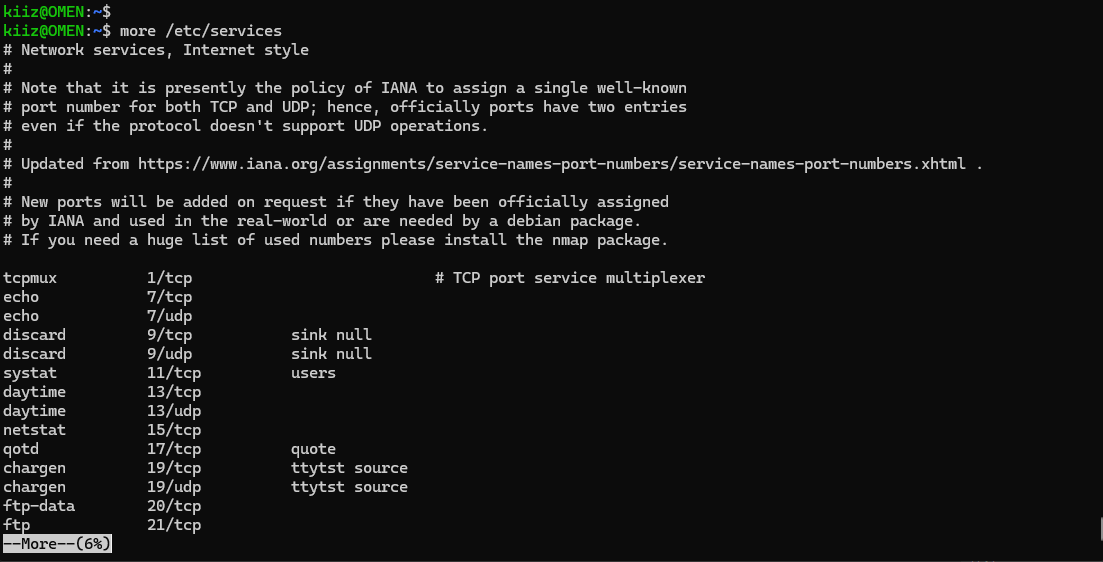 kiiz@OMEN:~$
kiiz@OMEN:~$ more /etc/services
# Network services, Internet style
#
# Note that it is presently the policy of IANA to assign a single well-known
# port number for both TCP and UDP; hence, officially ports have two entries
# even if the protocol doesn't support UDP operations.
#
# Updated from https://www.iana.org/assignments/service-names-port-numbers/service-names-port-numbers.xhtml .
#
# New ports will be added on request if they have been officially assigned
# by IANA and used in the real-world or are needed by a debian package.
# If you need a huge list of used numbers please install the nmap package.

tcpmux          1/tcp                           # TCP port service multiplexer
echo            7/tcp
echo            7/udp
discard         9/tcp           sink null
discard         9/udp           sink null
systat          11/tcp          users
daytime         13/tcp
daytime         13/udp
netstat         15/tcp
qotd            17/tcp          quote
chargen         19/tcp          ttytst source
chargen         19/udp          ttytst source
ftp-data        20/tcp
ftp             21/tcp
--More--(6%)